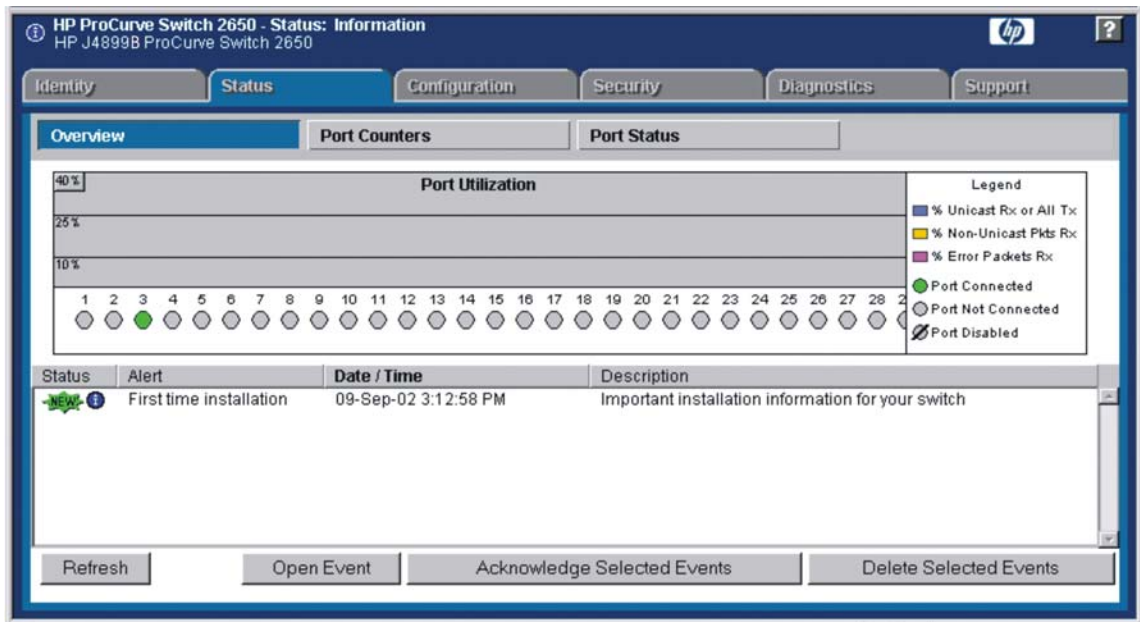 HP ProCurve Switch 2650 - Status: Information
HP J4899B ProCurve Switch 2650
hp
?
Identity Status Configuration Security Diagnostics Support
Overview Port Counters Port Status
Port Utilization
40 %
25 %
10 %
1 2 3 4 5 6 7 8 9 10 11 12 13 14 15 16 17 18 19 20 21 22 23 24 25 26 27 28 2
Legend
% Unicast Rx or All Tx
% Non-Unicast Pkts Rx
% Error Packets Rx
Port Connected
Port Not Connected
Port Disabled
Status Alert Date / Time Description
NEW! First time installation 09-Sep-02 3:12:58 PM Important installation information for your switch
Refresh Open Event Acknowledge Selected Events Delete Selected Events